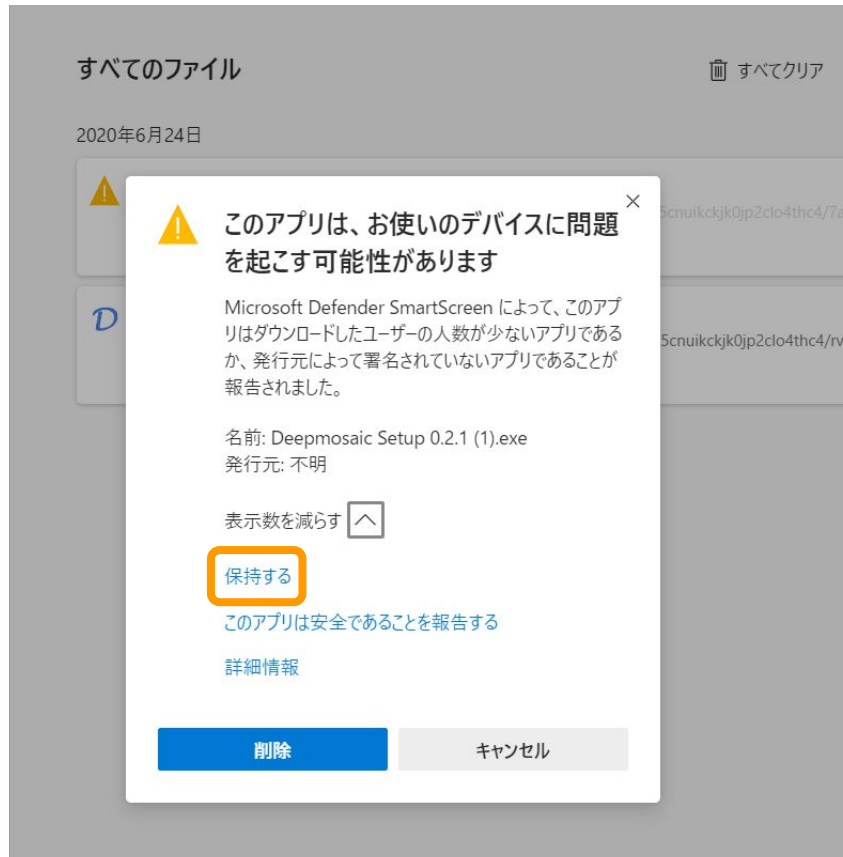 すべてのファイル
すべてクリア
2020年6月24日
5cnuikckjk0jp2clo4thc4/7a
5cnuikckjk0jp2clo4thc4/rv
このアプリは、お使いのデバイスに問題
を起こす可能性があります
Microsoft Defender SmartScreen によって、このアプ
リはダウンロードしたユーザーの人数が少ないアプリである
か、発行元によって署名されていないアプリであることが
報告されました。
名前: Deepmosaic Setup 0.2.1 (1).exe
発行元: 不明
表示数を減らす
保持する
このアプリは安全であることを報告する
詳細情報
削除
キャンセル